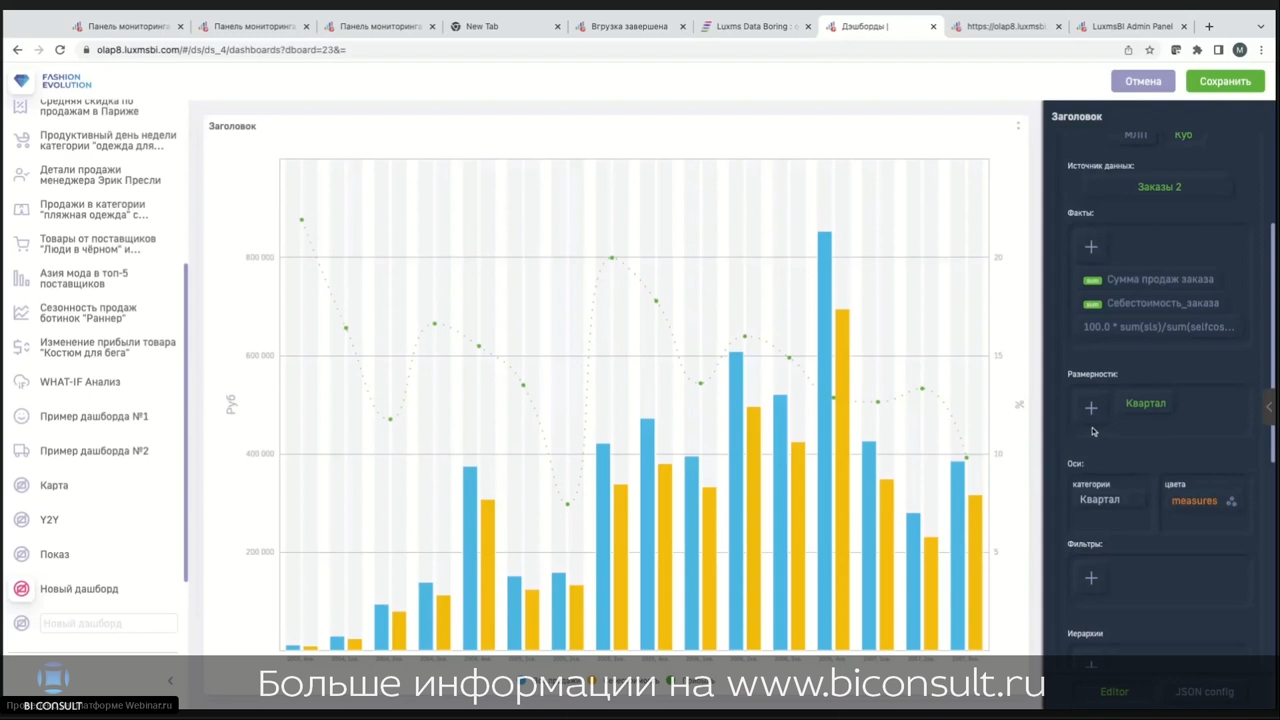 Панель мониторинга
Панель мониторинга
Панель мониторинга
New Tab
Вгрузка завершена
Luxms Data Boring : о
Дэшборды |
https://olap8.luxmsbi
LuxmsBI Admin Panel
olap8.luxmsbi.com/#/ds/ds_4/dashboards?dboard=23&=
M
FASHION
EVOLUTION
Отмена
Сохранить
Средняя скидка по
продажам в Париже
Продуктивный день недели
категории "одежда для...
Детали продажи
менеджера Эрик Пресли
Продажи в категории
"пляжная одежда" с...
Товары от поставщиков
"Люди в чёрном" и...
Азия мода в топ-5
поставщиков
Сезонность продаж
ботинок "Раннер"
Изменение прибыли товара
"Костюм для бега"
WHAT-IF Анализ
Пример дашборда №1
Пример дашборда №2
Карта
Y2Y
Показ
Новый дашборд
Новый дашборд
Заголовок
800 000
600 000
400 000
200 000
Руб
20
15
10
5
%
Заголовок
МЛП
Куб
Источник данных:
Заказы 2
Факты:
sum Сумма продаж заказа
sum Себестоимость_заказа
100.0 * sum(sls)/sum(selfcos...
Размерности:
Квартал
Оси:
категории
Квартал
цвета
measures
Фильтры:
Иерархии
Editor
JSON config
Больше информации на www.biconsult.ru
BI CONSULT